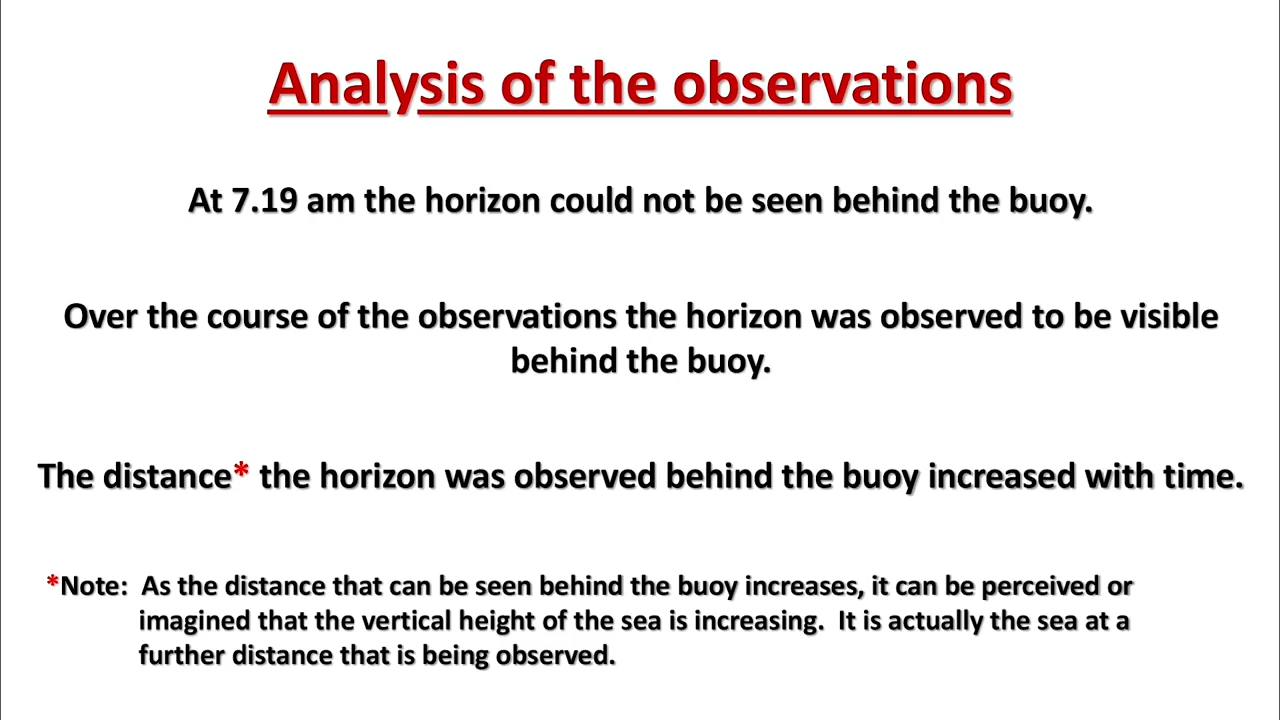 Analysis of the observations
At 7.19 am the horizon could not be seen behind the buoy.
Over the course of the observations the horizon was observed to be visible
behind the buoy.
The distance* the horizon was observed behind the buoy increased with time.
*Note: As the distance that can be seen behind the buoy increases, it can be perceived or
imagined that the vertical height of the sea is increasing. It is actually the sea at a
further distance that is being observed.